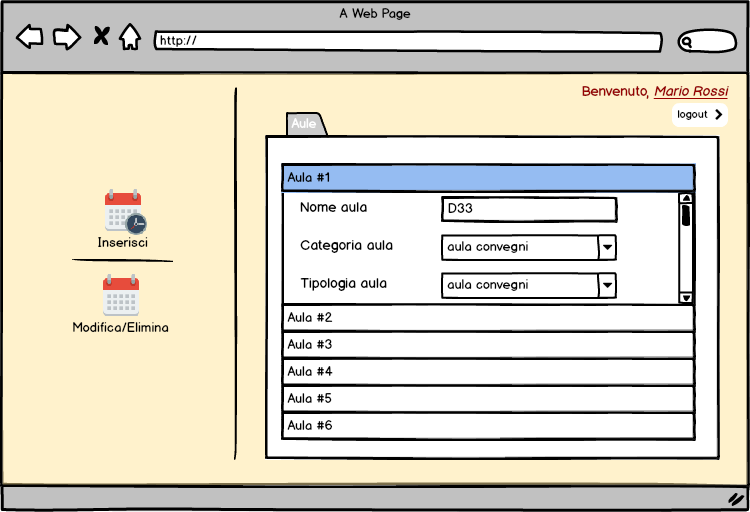 A Web Page
http://
Benvenuto, Mario Rossi
logout
Aule
Inserisci
Modifica/Elimina
Aula #1
Nome aula
D33
Categoria aula
aula convegni
Tipologia aula
aula convegni
Aula #2
Aula #3
Aula #4
Aula #5
Aula #6